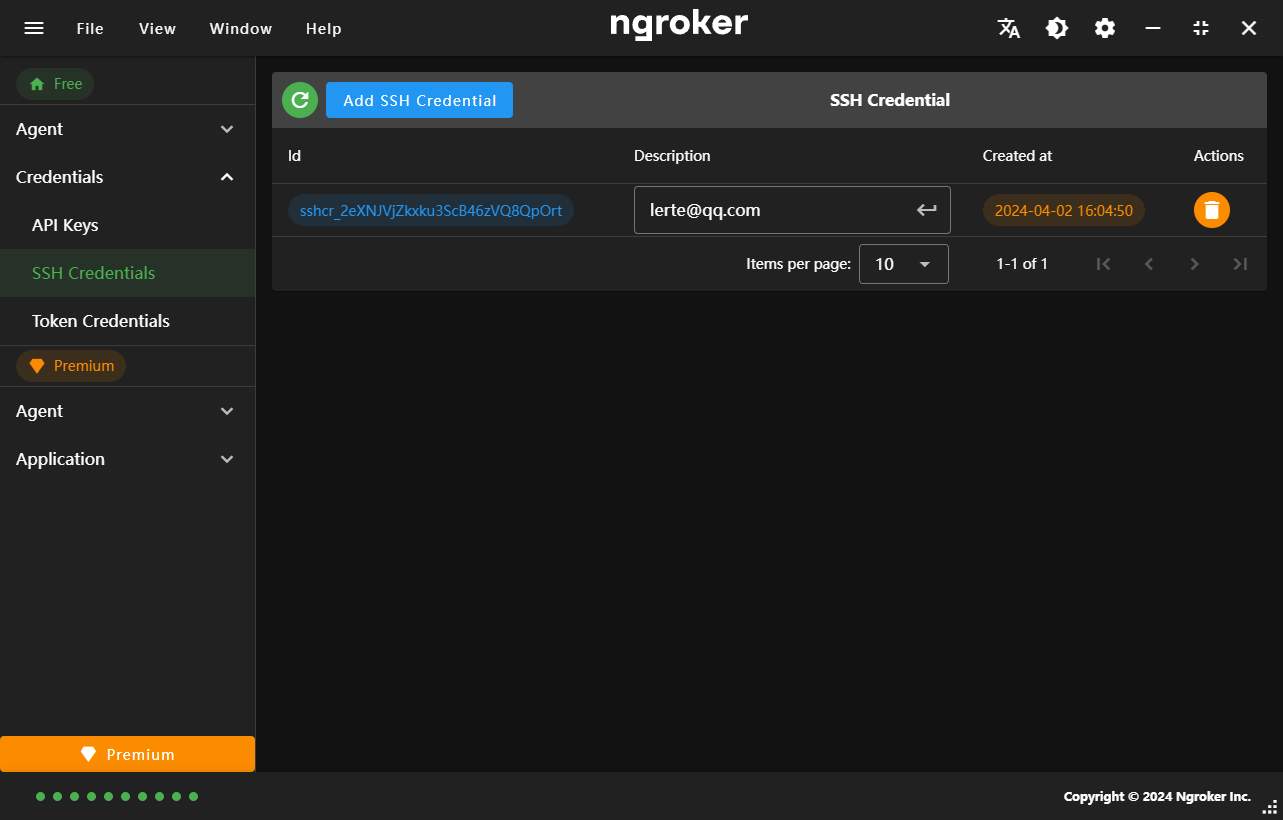 File View Window Help ngroker
Free
Agent
Credentials
API Keys
SSH Credentials
Token Credentials
Premium
Agent
Application
Premium
Add SSH Credential SSH Credential
Id Description Created at Actions
sshcr_2eXNJVjZkxku3ScB46zVQ8QpOrt lerte@qq.com 2024-04-02 16:04:50
Items per page: 10 1-1 of 1
Copyright © 2024 Ngroker Inc.